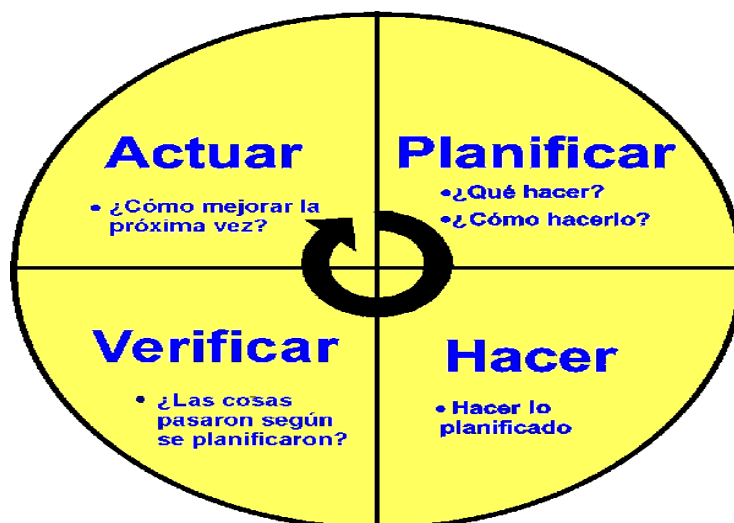 Actuar
• ¿Cómo mejorar la
próxima vez?
Planificar
•¿Qué hacer?
•¿Cómo hacerlo?
Verificar
• ¿Las cosas
pasaron según
se planificaron?
Hacer
• Hacer lo
planificado